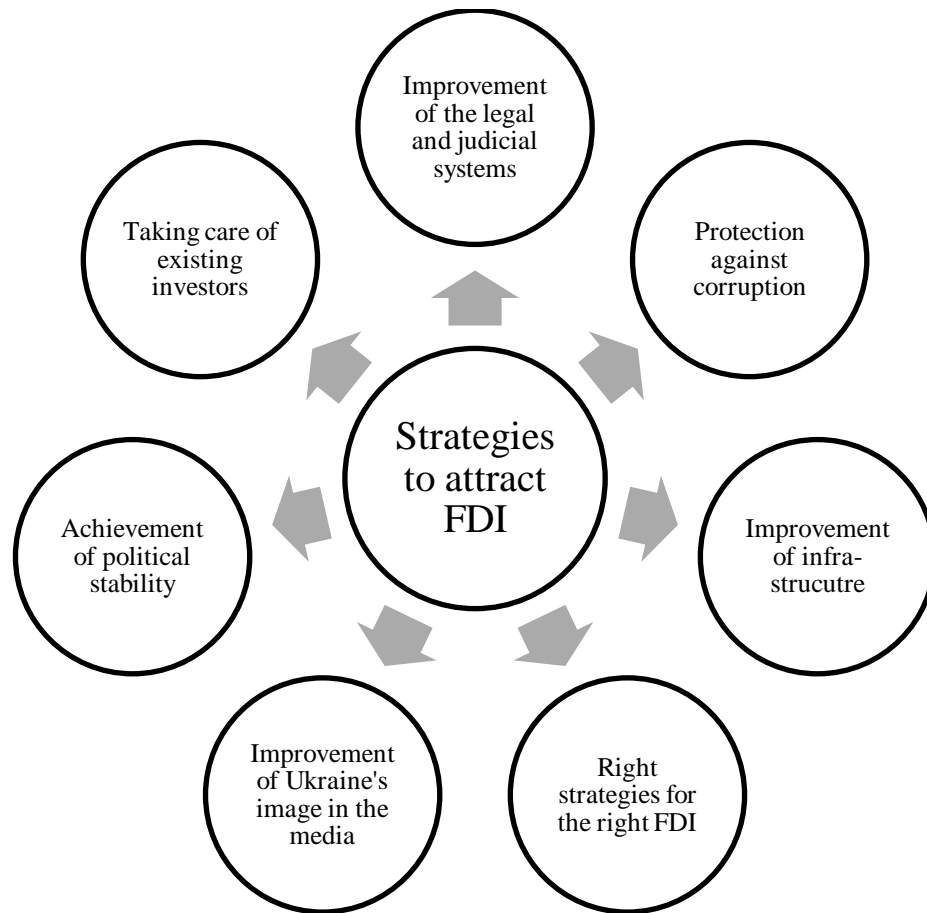 Improvement
of the legal
and judicial
systems
Protection
against
corruption
Improvement
of infra-
strucutre
Right
strategies for
the right FDI
Improvement
of Ukraine's
image in the
media
Achievement
of political
stability
Taking care of
existing
investors
Strategies
to attract
FDI